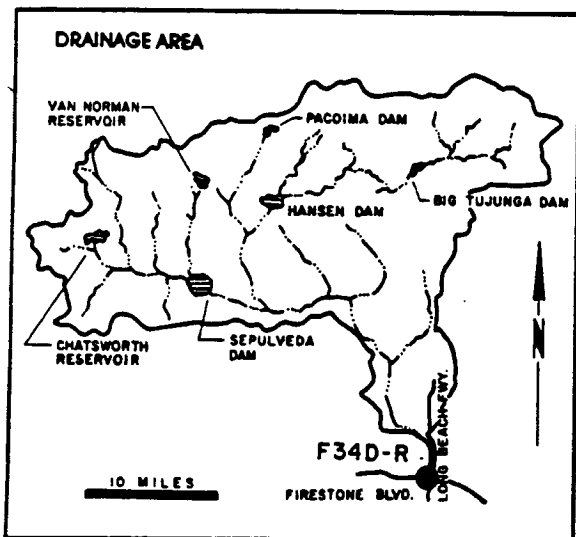 DRAINAGE AREA
VAN NORMAN
RESERVOIR
PACOIMA DAM
HANSEN DAM
BIG TUJUNGA DAM
CHATSWORTH
RESERVOIR
SEPULVEDA
DAM
N
F34D-R
LONG BEACH FWY.
10 MILES
FIRESTONE BLVD.